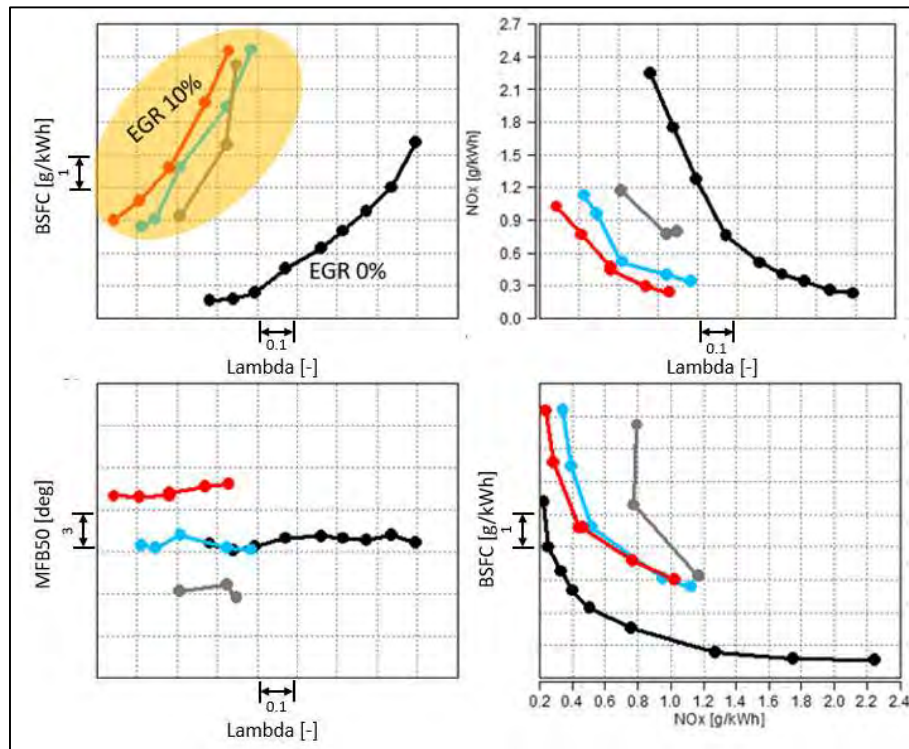 EGR 10%
BSFC [g/kWh]
1
EGR 0%
0.1
Lambda [-]
2.7
2.4
2.1
1.8
1.5
1.2
0.9
0.6
0.3
0.0
NOx [g/kWh]
0.1
Lambda [-]
MFB50 [deg]
3
0.1
Lambda [-]
BSFC [g/kWh]
1
0.2 0.4 0.6 0.8 1.0 1.2 1.4 1.6 1.8 2.0 2.2 2.4
NOx [g/kWh]